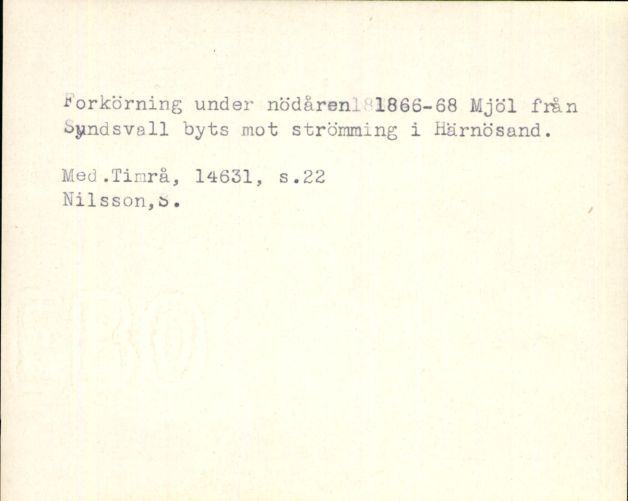 Forkörning under nödåren 1866-68 Mjöl från
Sundsvall byts mot strömming i Härnösand.
Med.Timrå, 14631, s.22
Nilsson,S.